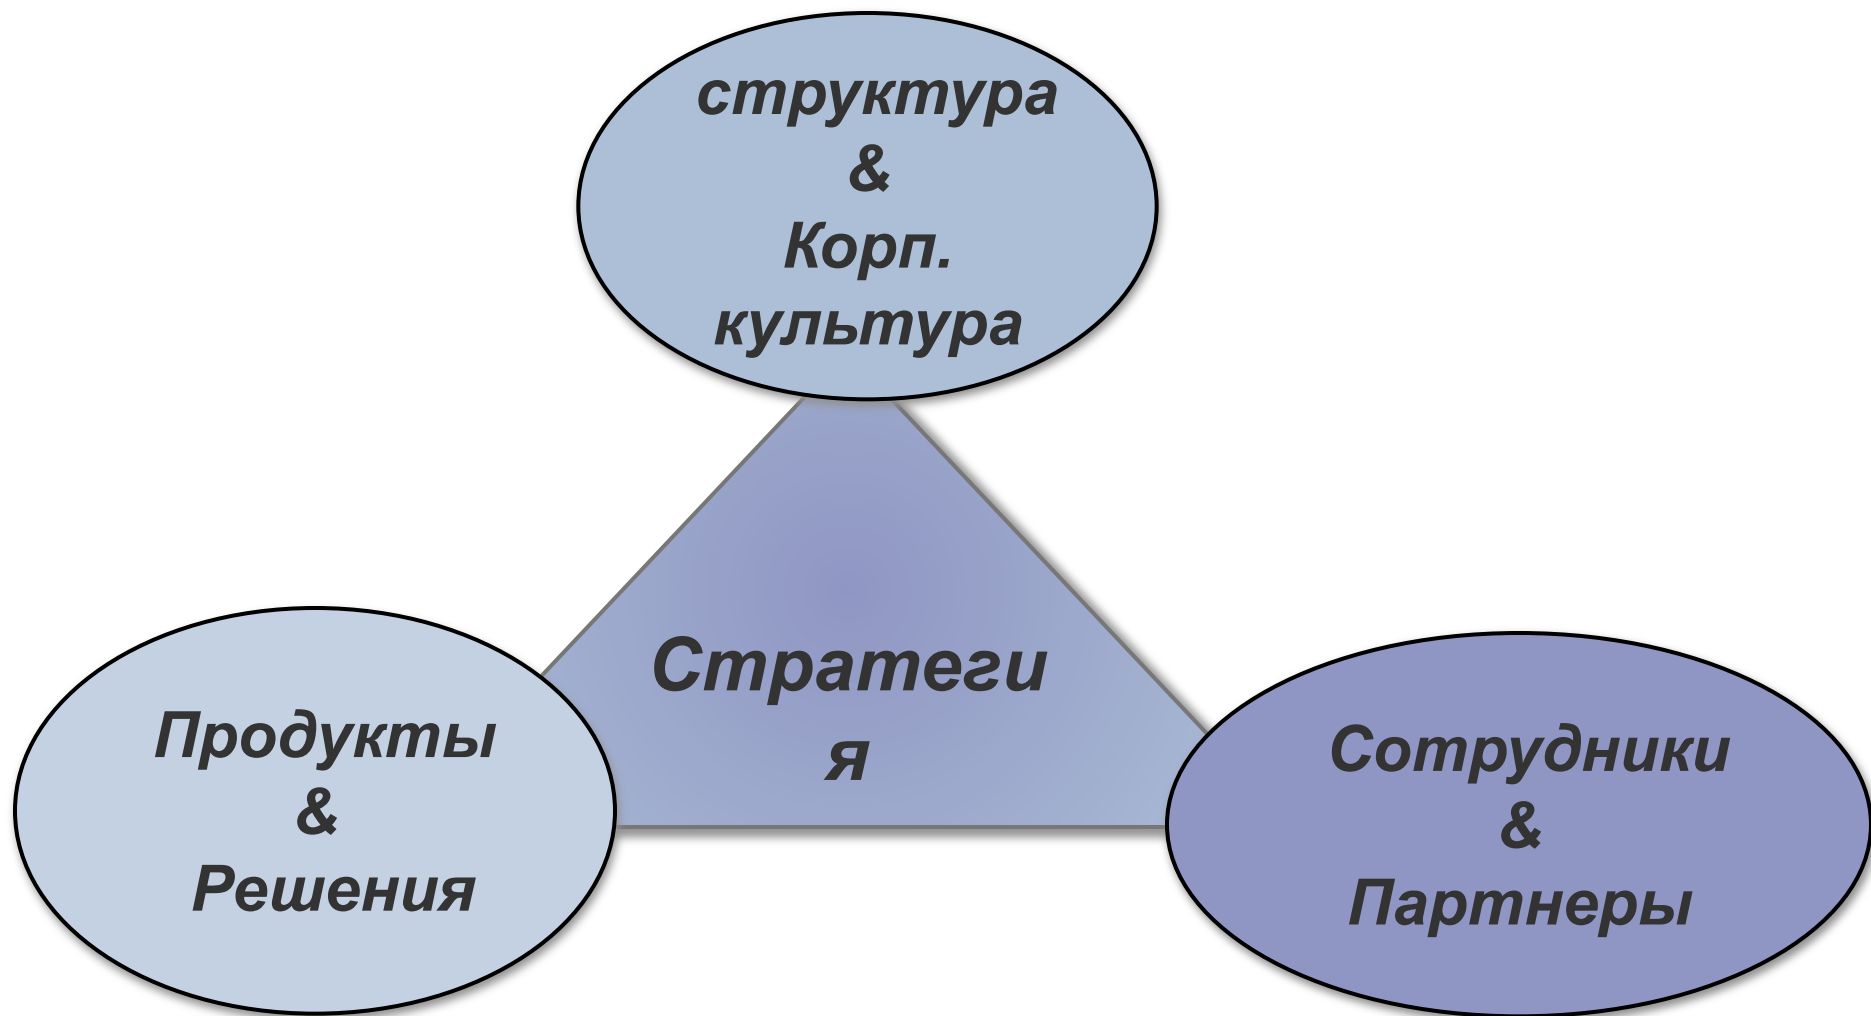 структура
&
Корп.
культура
Стратеги
я
Продукты
&
Решения
Сотрудники
&
Партнеры